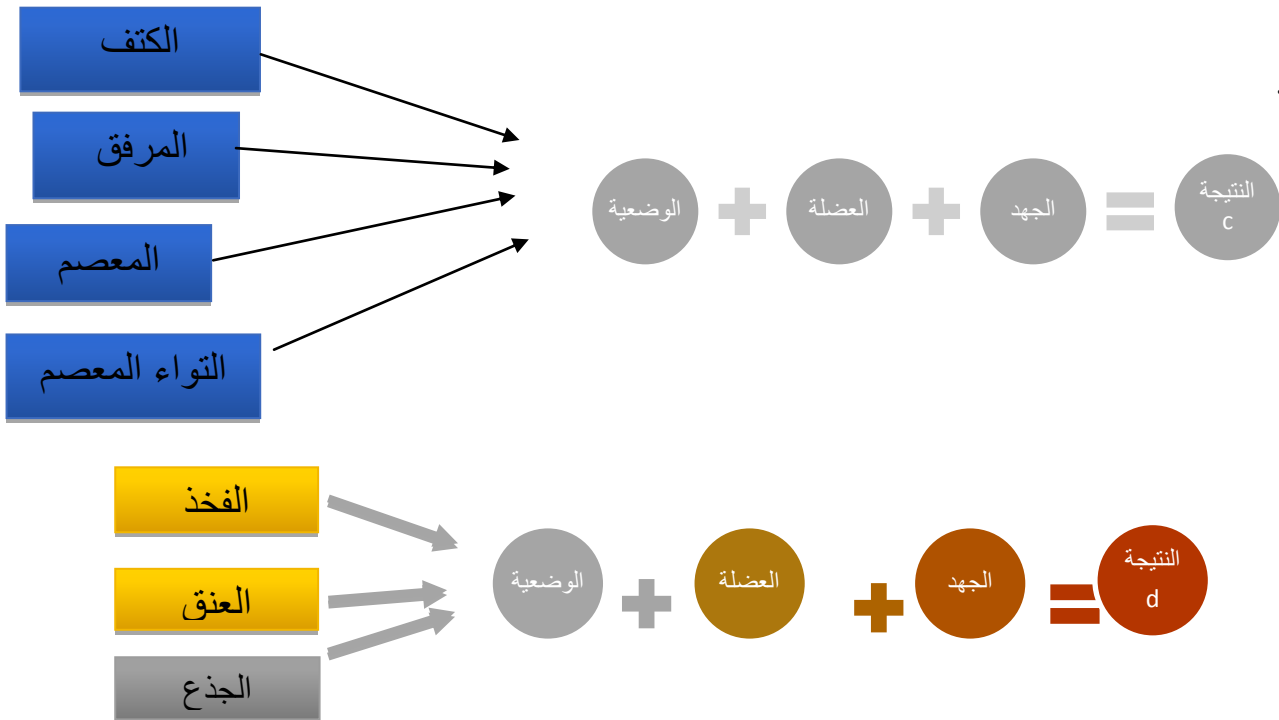 الكتف
المرفق
المعصم
التواء المعصم
الوضعية + العضلة + الجهد = النتيجة
c
الفخذ
العنق
الجذع
الوضعية + العضلة + الجهد = النتيجة
d